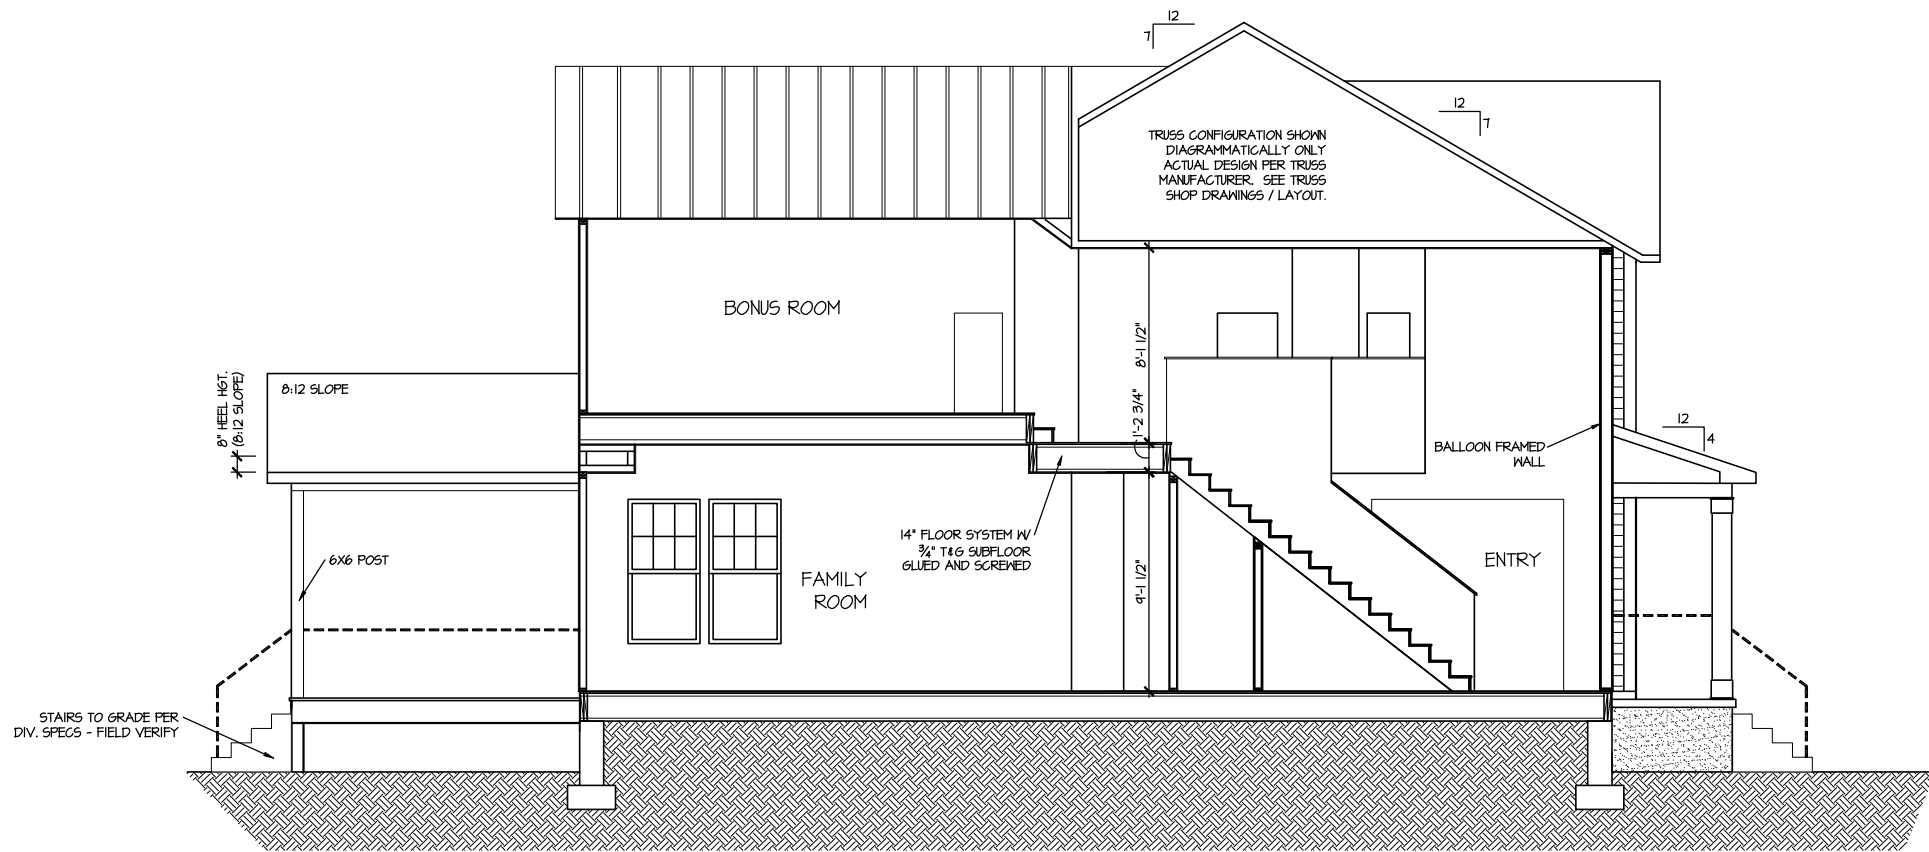 12
7
12
7
TRUSS CONFIGURATION SHOWN
DIAGRAMMATICALLY ONLY
ACTUAL DESIGN PER TRUSS
MANUFACTURER. SEE TRUSS
SHOP DRAWINGS / LAYOUT.
BONUS ROOM
8'-1 1/2"
8" HEEL HGT.
(8:12 SLOPE)
8:12 SLOPE
1'-2 3/4"
12
4
BALLOON FRAMED
WALL
14" FLOOR SYSTEM W/
3/4" T&G SUBFLOOR
GLUED AND SCREWED
6X6 POST
FAMILY
ROOM
9'-1 1/2"
ENTRY
STAIRS TO GRADE PER
DIV. SPECS - FIELD VERIFY